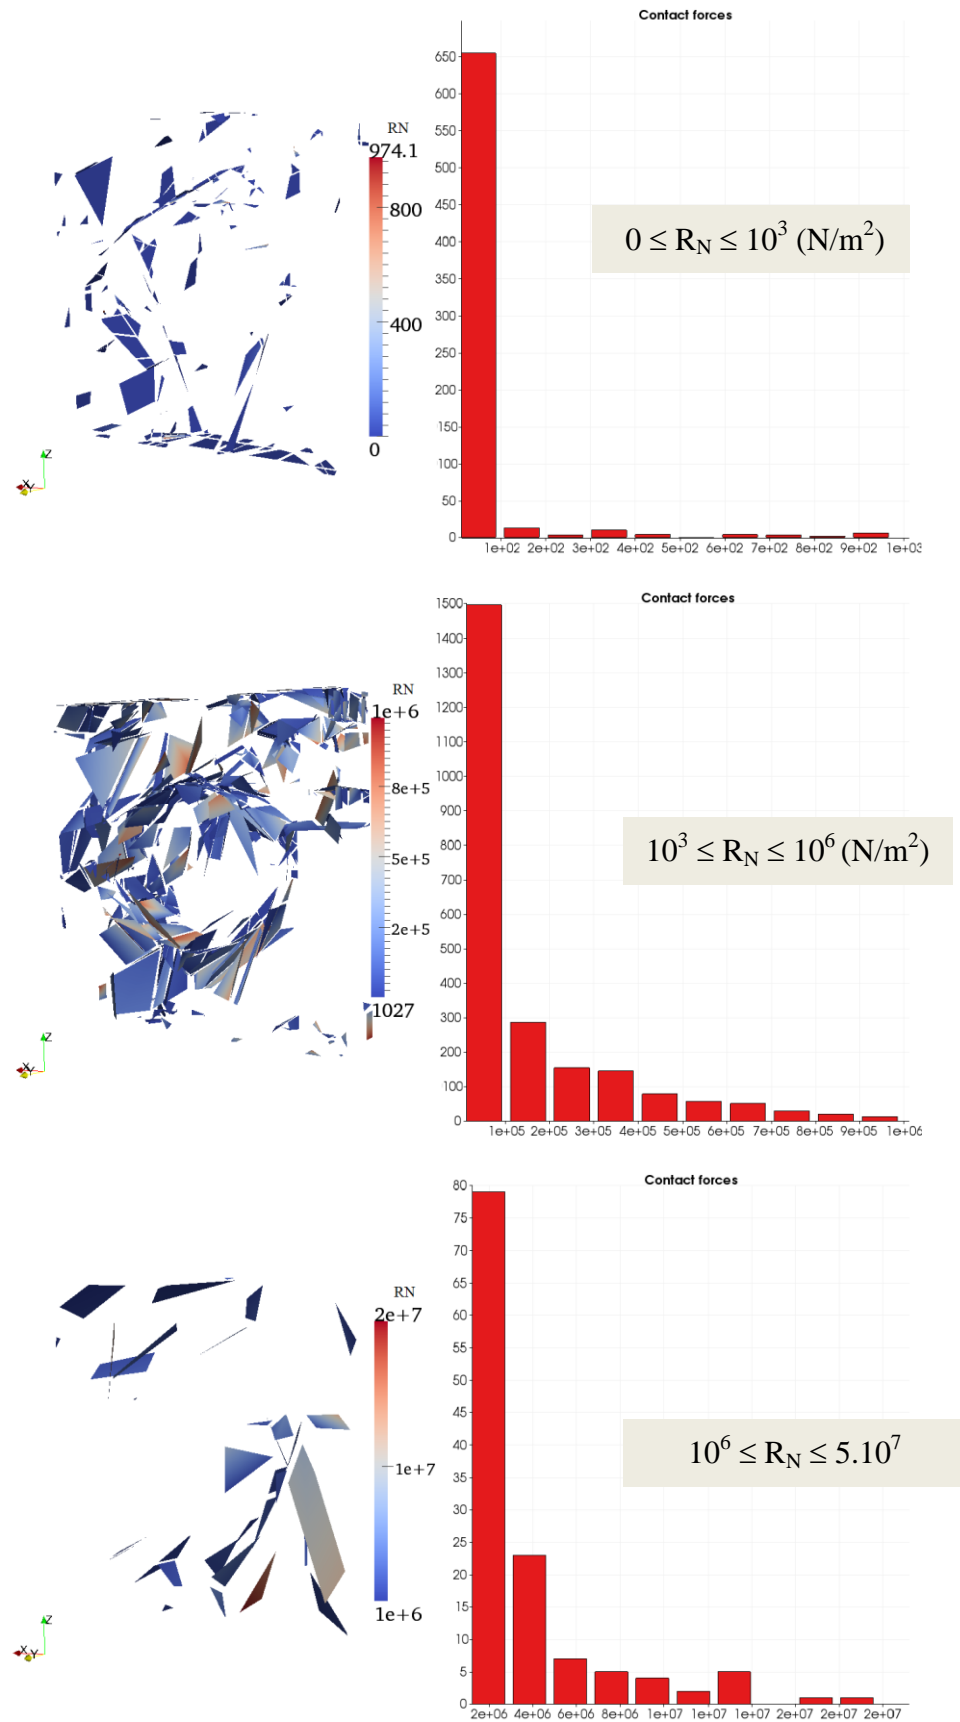 Contact forces
RN
974.1
800
400
0
650
600
550
500
450
400
350
300
250
200
150
100
50
0
0 ≤ R_N ≤ 10³ (N/m²)
1e+02 2e+02 3e+02 4e+02 5e+02 6e+02 7e+02 8e+02 9e+02 1e+03
Z
X Y
Contact forces
RN
1e+6
8e+5
5e+5
2e+5
1027
1500
1400
1300
1200
1100
1000
900
800
700
600
500
400
300
200
100
0
10³ ≤ R_N ≤ 10⁶ (N/m²)
1e+05 2e+05 3e+05 4e+05 5e+05 6e+05 7e+05 8e+05 9e+05 1e+06
Z
X Y
Contact forces
RN
2e+7
1e+7
1e+6
80
75
70
65
60
55
50
45
40
35
30
25
20
15
10
5
0
10⁶ ≤ R_N ≤ 5.10⁷
2e+06 4e+06 6e+06 8e+06 1e+07 1e+07 1e+07 2e+07 2e+07 2e+07
Z
X Y